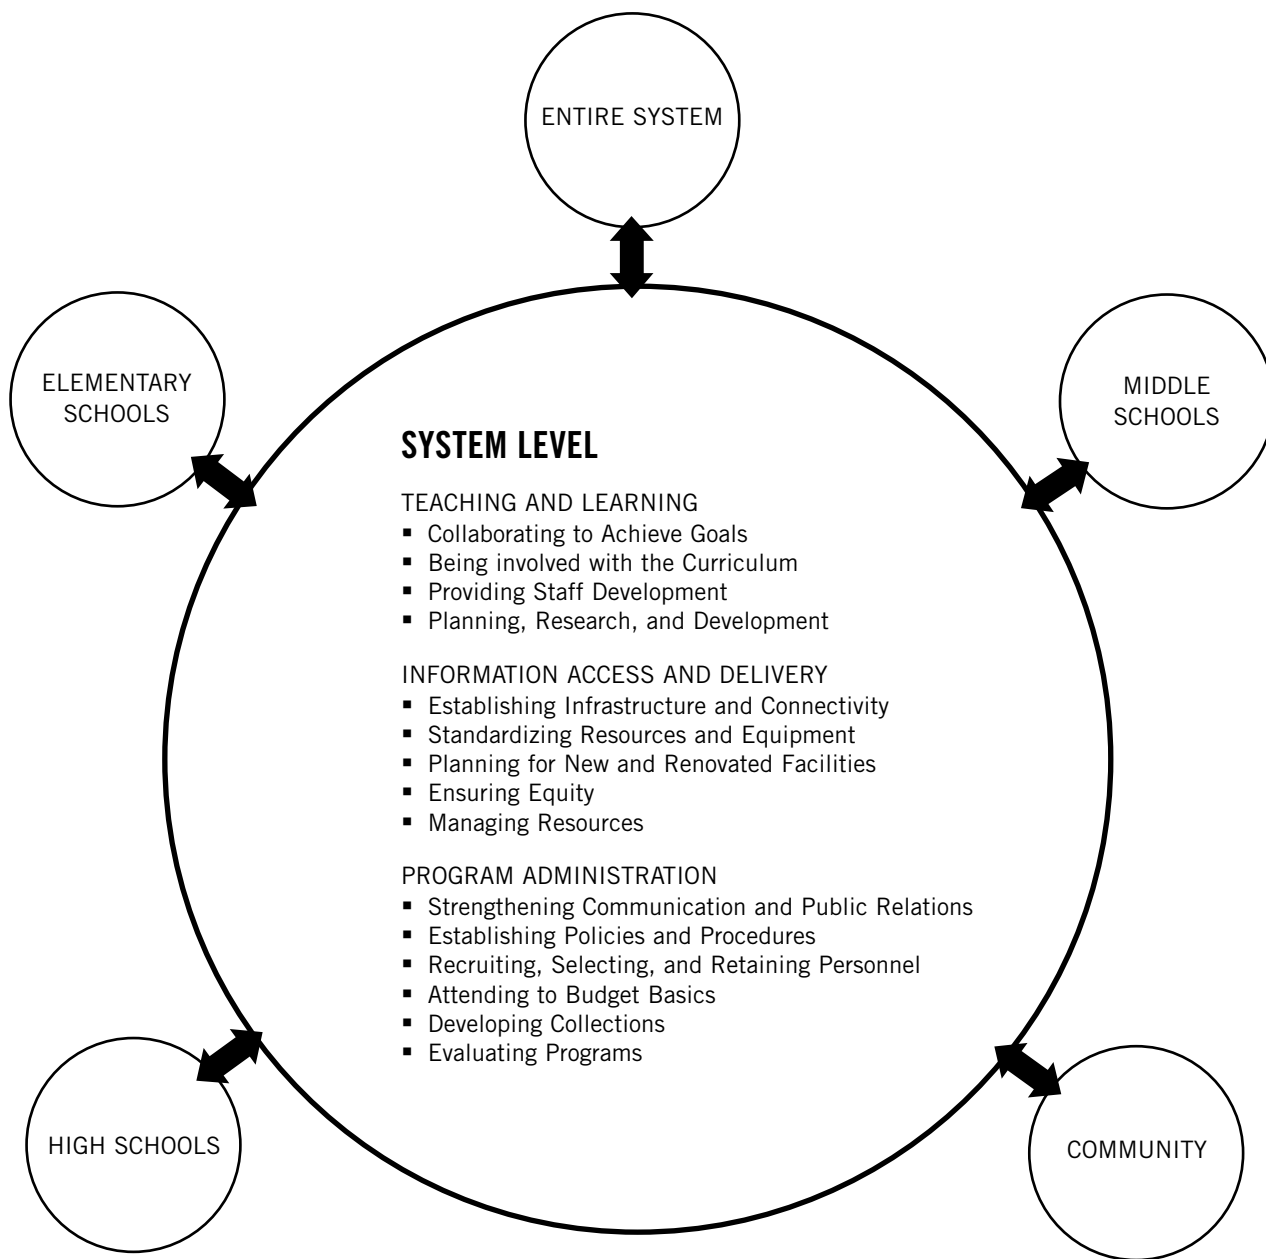 ENTIRE SYSTEM
ELEMENTARY
SCHOOLS
MIDDLE
SCHOOLS
SYSTEM LEVEL
TEACHING AND LEARNING
▪ Collaborating to Achieve Goals
▪ Being involved with the Curriculum
▪ Providing Staff Development
▪ Planning, Research, and Development
INFORMATION ACCESS AND DELIVERY
▪ Establishing Infrastructure and Connectivity
▪ Standardizing Resources and Equipment
▪ Planning for New and Renovated Facilities
▪ Ensuring Equity
▪ Managing Resources
PROGRAM ADMINISTRATION
▪ Strengthening Communication and Public Relations
▪ Establishing Policies and Procedures
▪ Recruiting, Selecting, and Retaining Personnel
▪ Attending to Budget Basics
▪ Developing Collections
▪ Evaluating Programs
HIGH SCHOOLS
COMMUNITY